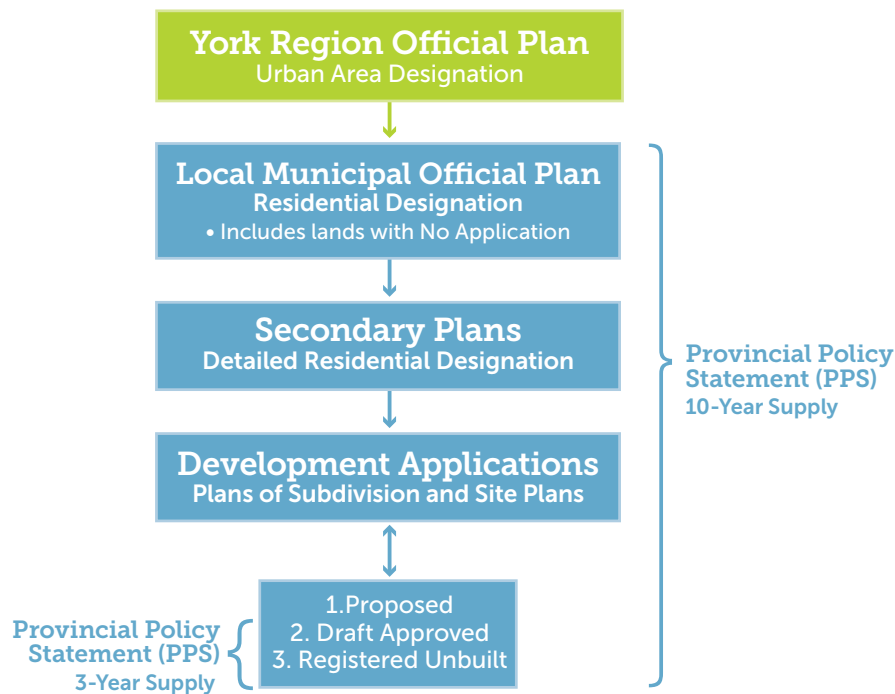 York Region Official Plan
Urban Area Designation
Local Municipal Official Plan
Residential Designation
• Includes lands with No Application
Secondary Plans
Detailed Residential Designation
Provincial Policy
Statement (PPS)
10-Year Supply
Development Applications
Plans of Subdivision and Site Plans
1.Proposed
2. Draft Approved
3. Registered Unbuilt
Provincial Policy
Statement (PPS)
3-Year Supply